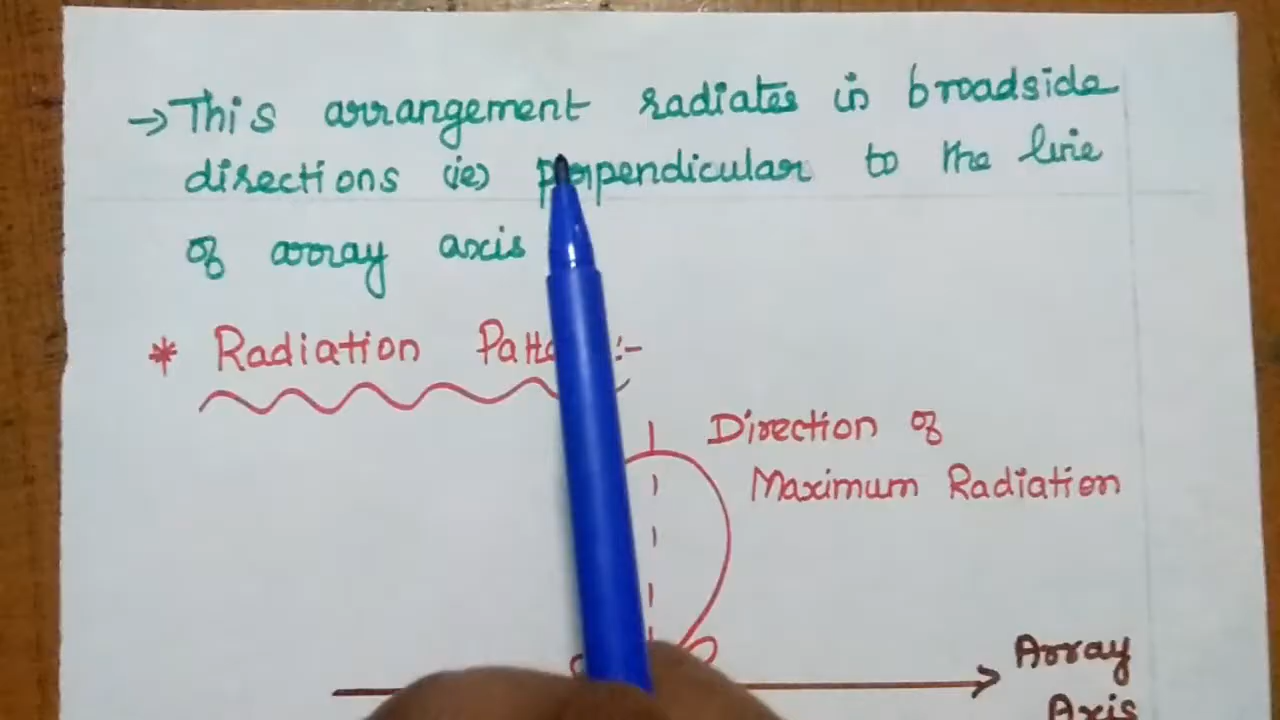 → This arrangement radiates in broadside
directions (ie) perpendicular to the line
of array axis
* Radiation :-
Direction of
Maximum Radiation
Array
Axis